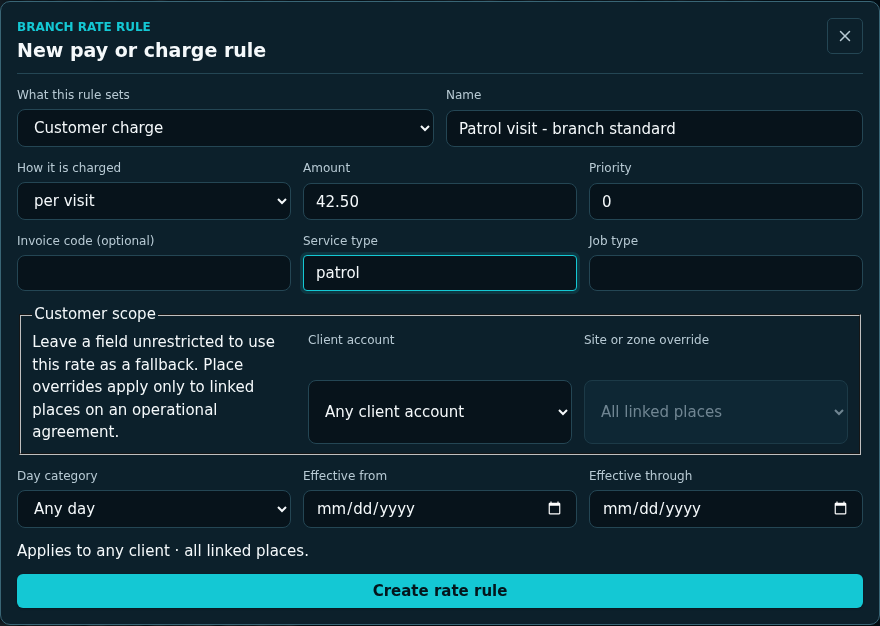 BRANCH RATE RULE
New pay or charge rule
What this rule sets
Name
Customer charge
Patrol visit - branch standard
How it is charged
Amount
Priority
per visit
42.50
0
Invoice code (optional)
Service type
Job type
patrol
Customer scope
Leave a field unrestricted to use
this rate as a fallback. Place
overrides apply only to linked
places on an operational
agreement.
Client account
Site or zone override
Any client account
All linked places
Day category
Effective from
Effective through
Any day
mm/dd/yyyy
mm/dd/yyyy
Applies to any client · all linked places.
Create rate rule